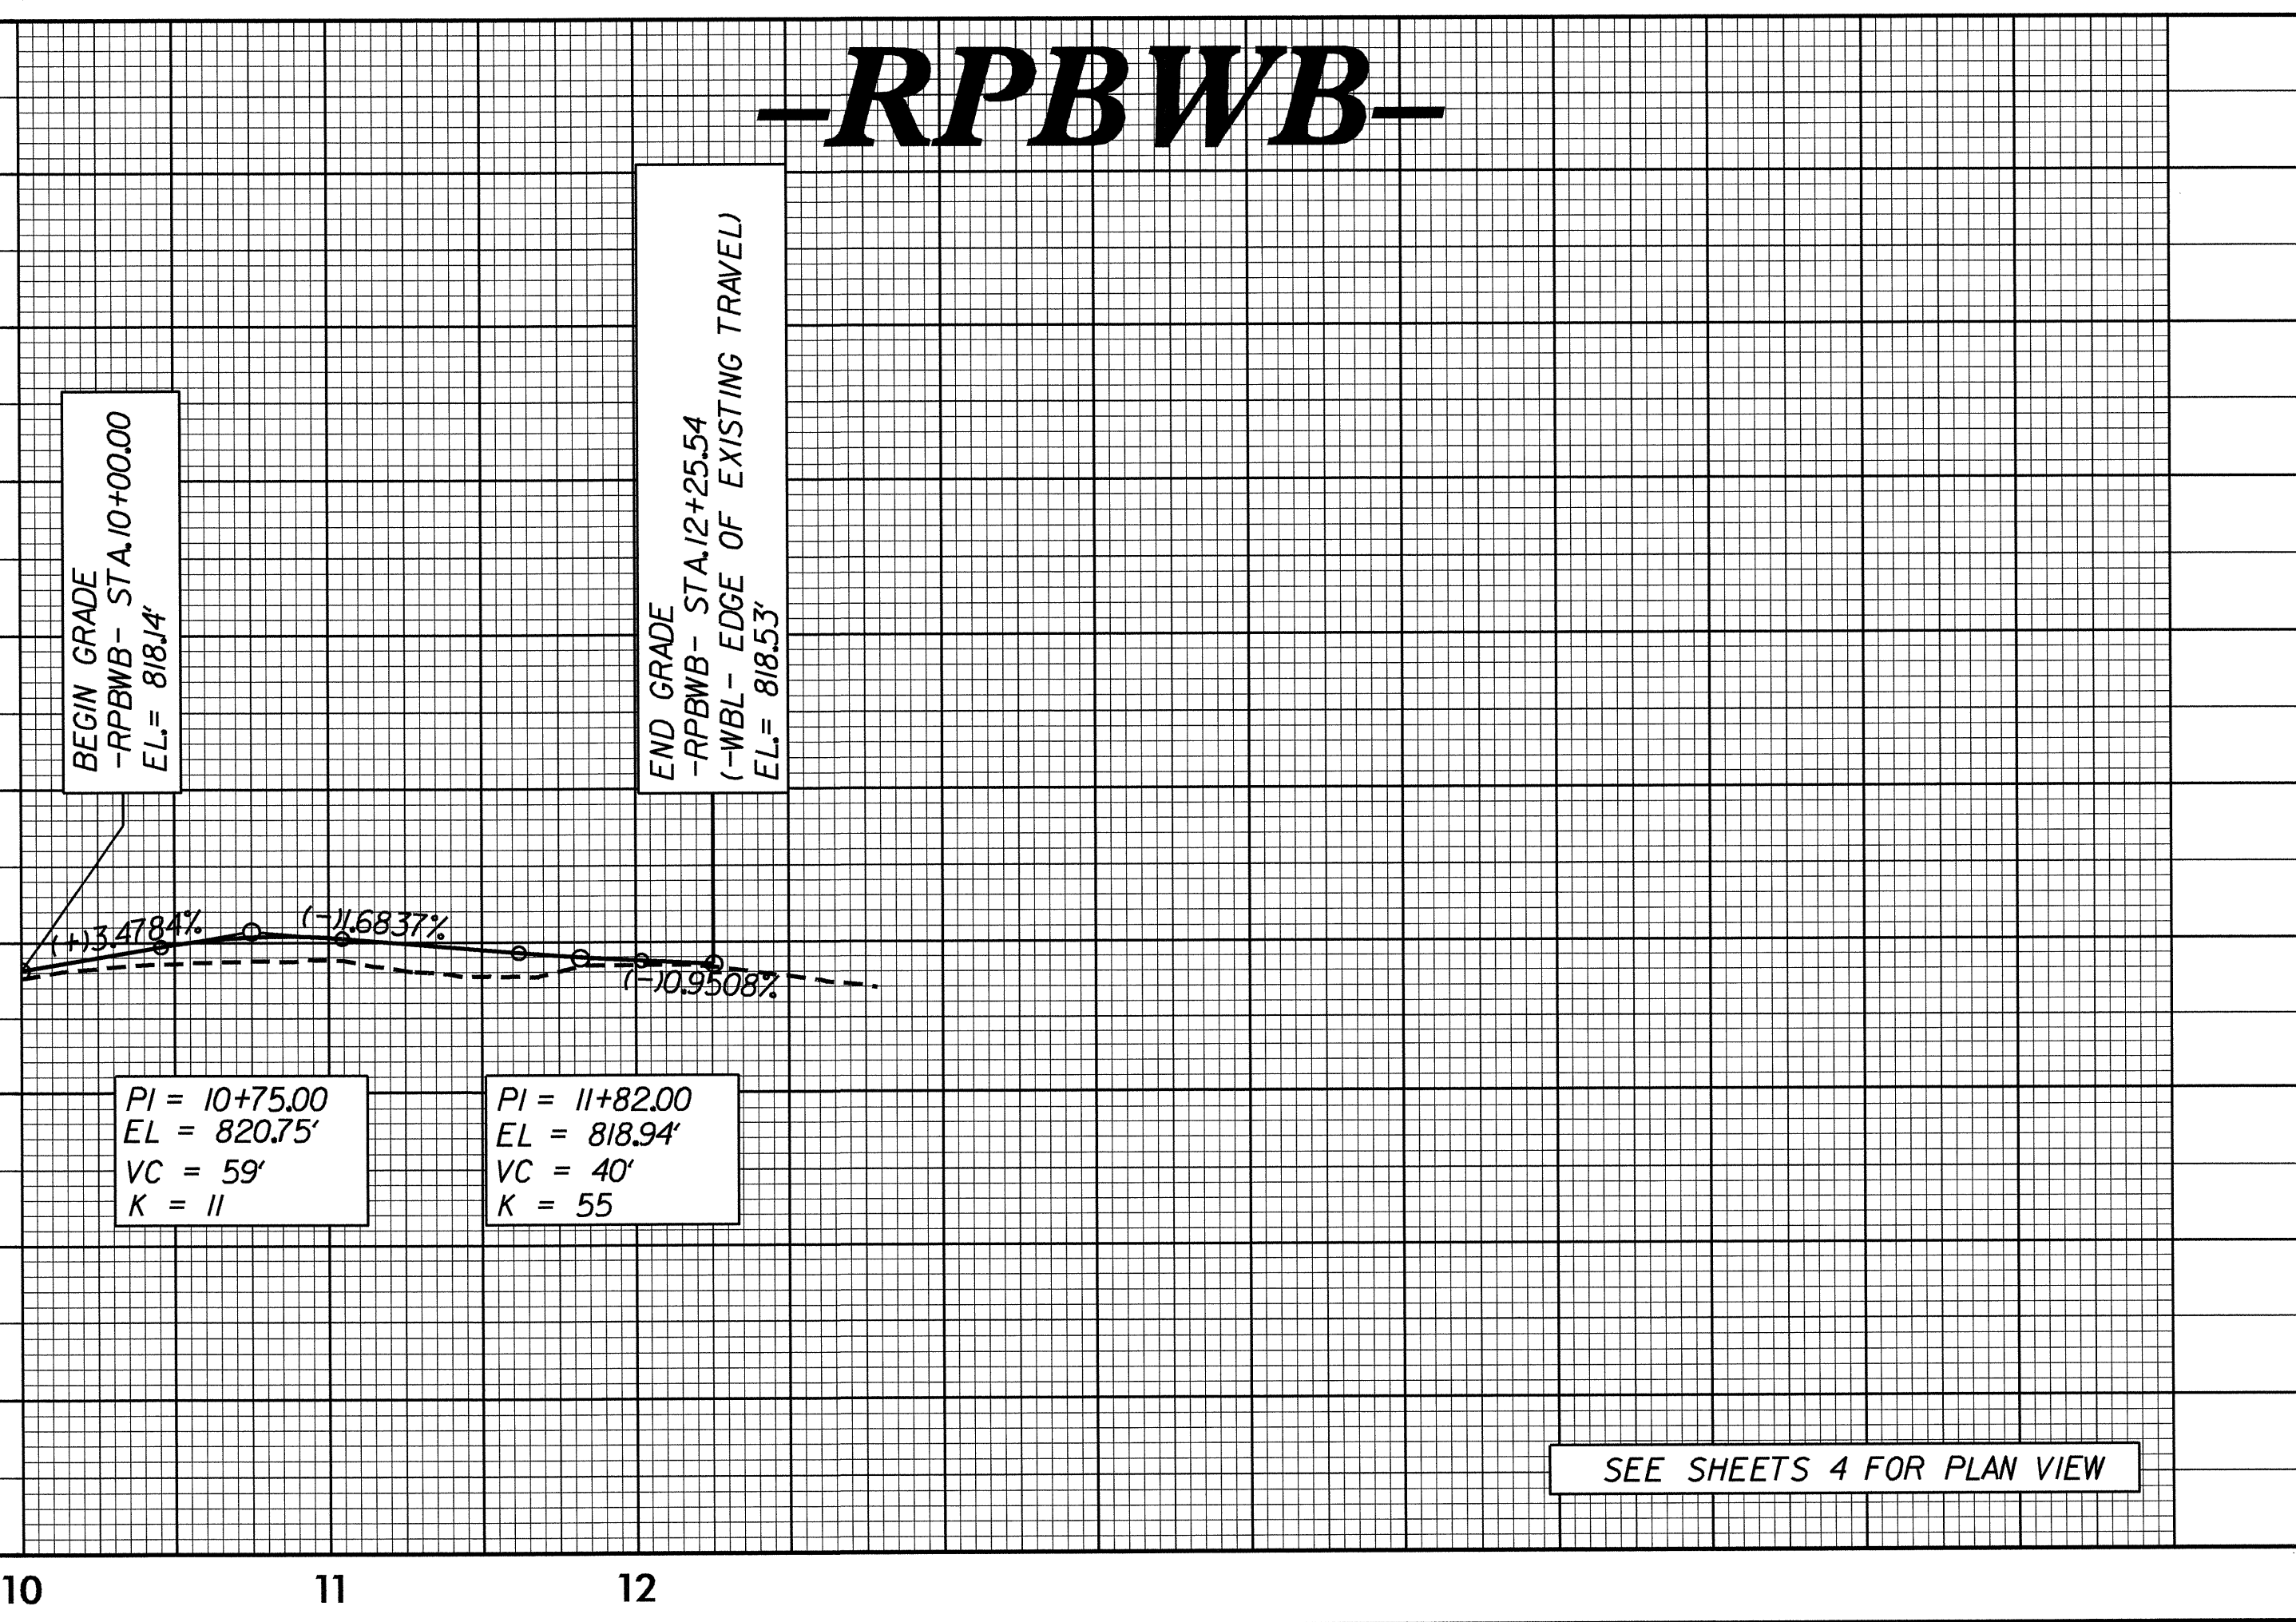 -RPBWB-
BEGIN GRADE
-RPBWB- STA.10+00.00
EL.= 818.14'
END GRADE
-RPBWB- STA.12+25.54
(-WBL- EDGE OF EXISTING TRAVEL)
EL.= 818.53'
(+)3.4784%
(-)1.6837%
(-)0.9508%
PI = 10+75.00
EL = 820.75'
VC = 59'
K = 11
PI = 11+82.00
EL = 818.94'
VC = 40'
K = 55
SEE SHEETS 4 FOR PLAN VIEW
10
11
12